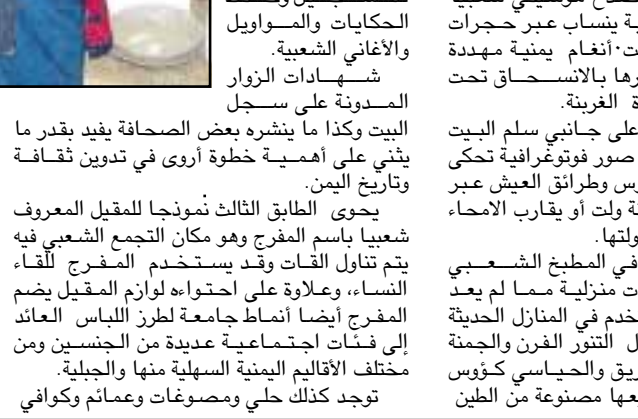 صداح موسيقي شعبيا
ية ينساب عبر حجرات
ت أنغام يمنية مهددة
رها بالانسحاق تحت
ة الغربنة.
على جانبي سلم البيت
صور فوتوغرافية تحكى
وس وطرائق العيش عبر
نة ولت أو يقارب الامحاء
ولتها.
في المطبخ الشعبي
ت منزلية مما لم يعد
خدم في المنازل الحديثة
ل التنور الفرن والجمنة
ريق والحياسي كؤوس
عها مصنوعة من الطين
الحكايات والمواويل
والأغاني الشعبية.
شهادات الزوار
المدونة على سجل
البيت وكذا ما ينشره بعض الصحافة يفيد بقدر ما
يثني على أهمية خطوة أروى في تدوين ثقافة
وتاريخ اليمن.
يحوى الطابق الثالث نموذجا للمقيل المعروف
شعبيا باسم المفرج وهو مكان التجمع الشعبي فيه
يتم تناول القات وقد يستخدم المفرج للقاء
النساء، وعلاوة على احتواءه لوازم المقيل يضم
المفرج أيضا أنماط جامعة لطرز اللباس العائد
إلى فئات اجتماعية عديدة من الجنسين ومن
مختلف الأقاليم اليمنية السهلية منها والجبلية.
توجد كذلك حلي ومصوغات وعمائم وكوافي